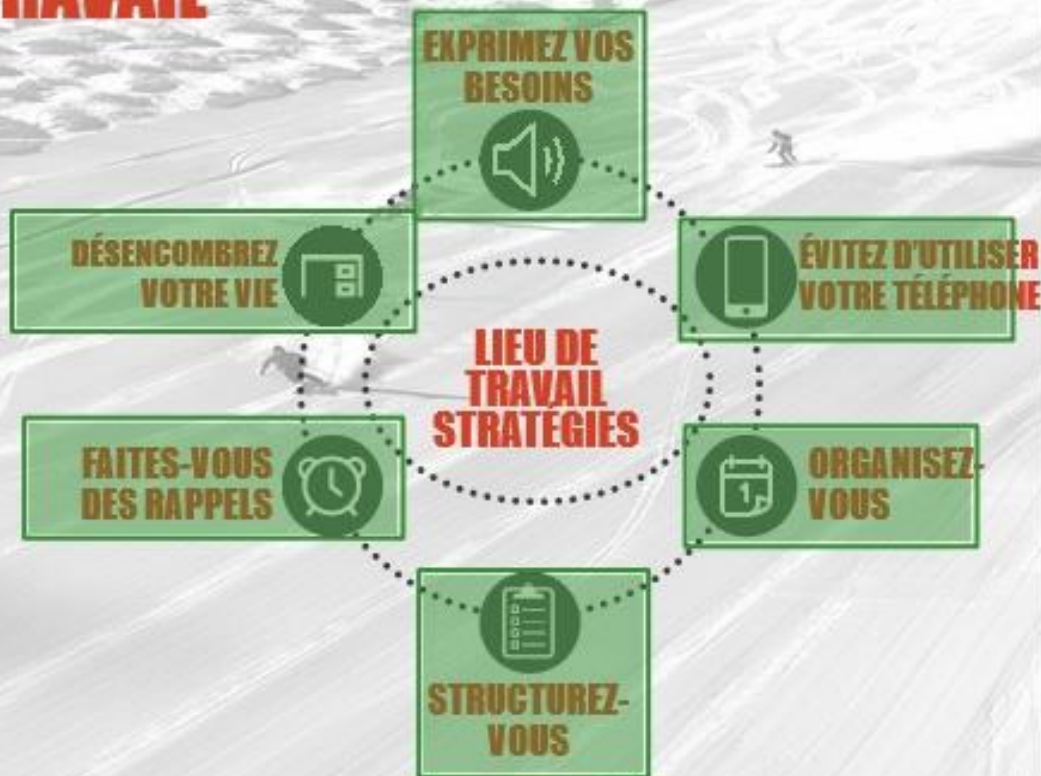 EXPRIMEZ VOS
BESOINS
DÉSENCOMBREZ
VOTRE VIE
ÉVITEZ D'UTILISER
VOTRE TÉLÉPHONE
LIEU DE
TRAVAIL
STRATÉGIES
FAITES-VOUS
DES RAPPELS
1
ORGANISEZ-
VOUS
STRUCTUREZ-
VOUS